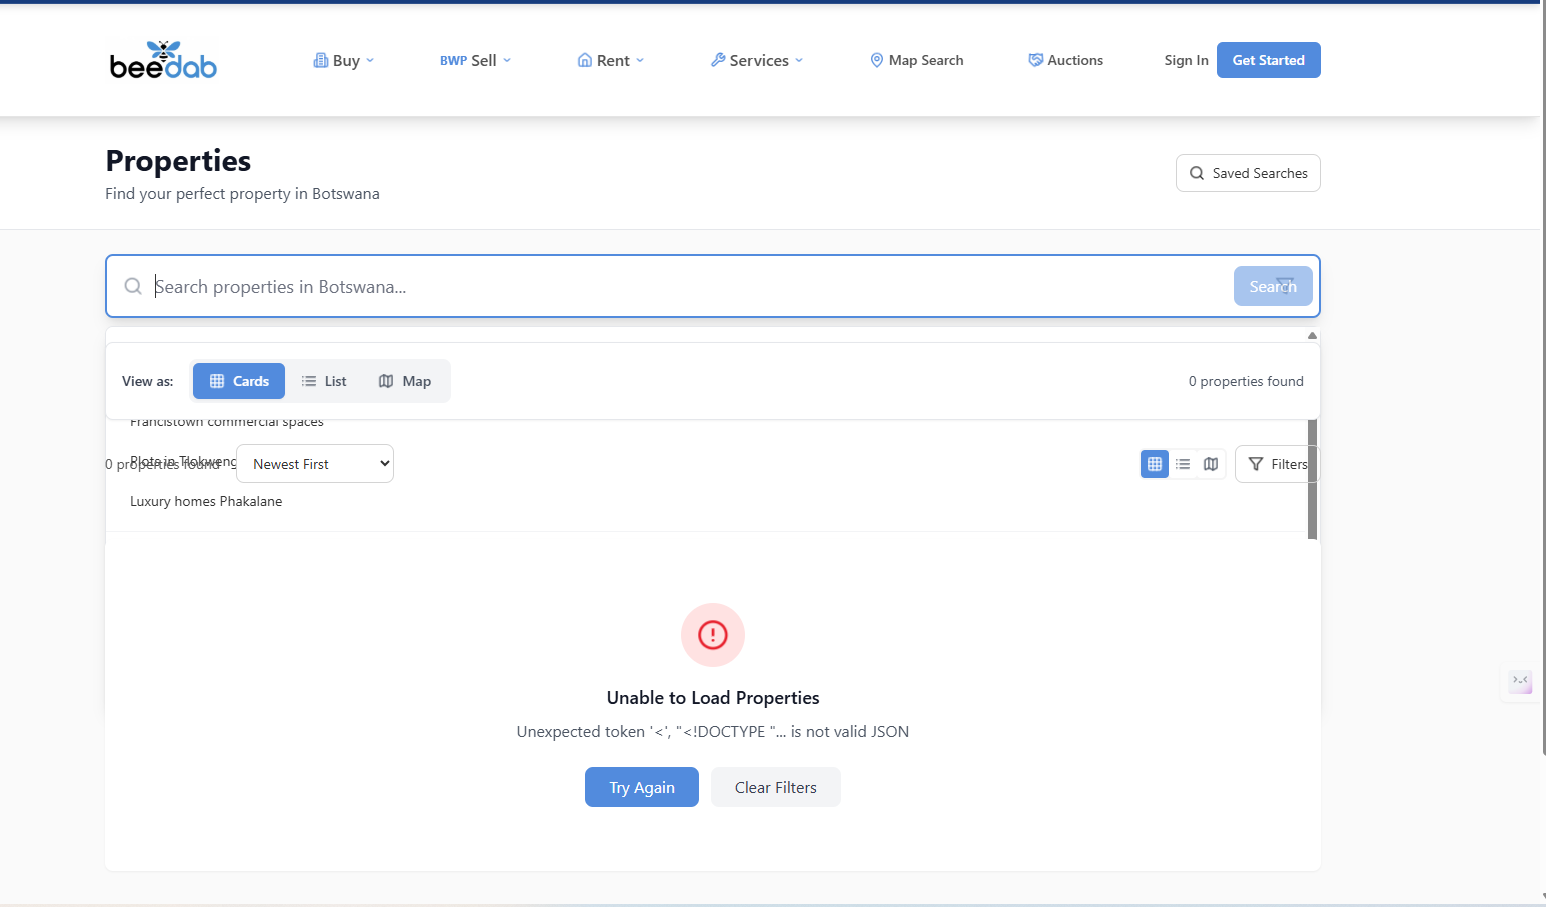 beedab
Buy
BWP Sell
Rent
Services
Map Search
Auctions
Sign In
Get Started
Properties
Find your perfect property in Botswana
Saved Searches
Search properties in Botswana...
Search
View as:
Cards
List
Map
0 properties found
Francistown commercial spaces
0 properties found
Plots in Tlokweng
Newest First
Filters
Luxury homes Phakalane
Unable to Load Properties
Unexpected token '<', "<!DOCTYPE "... is not valid JSON
Try Again
Clear Filters